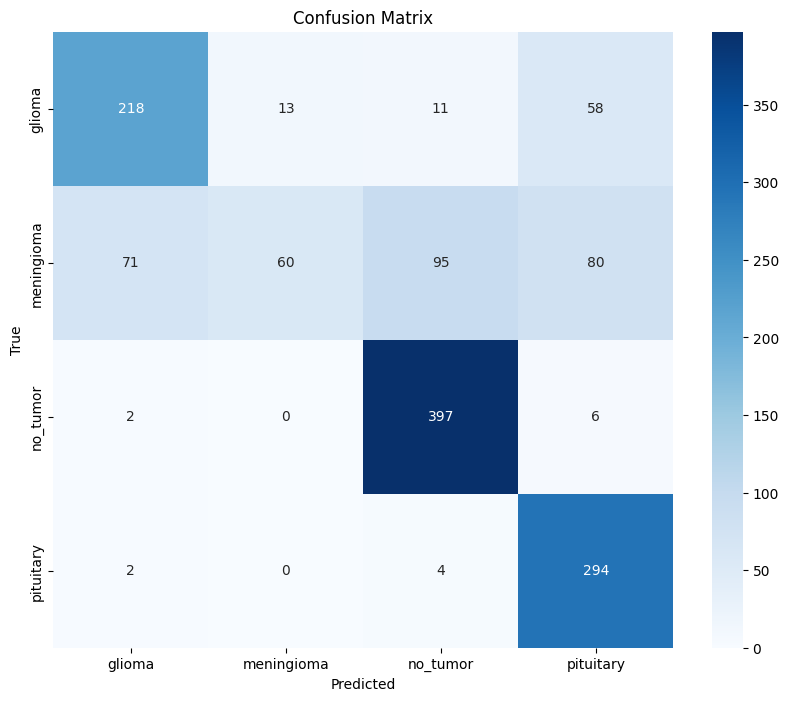 Confusion Matrix
glioma 218 13 11 58
meningioma 71 60 95 80
no_tumor 2 0 397 6
pituitary 2 0 4 294
glioma meningioma no_tumor pituitary
Predicted
True
350
300
250
200
150
100
50
0